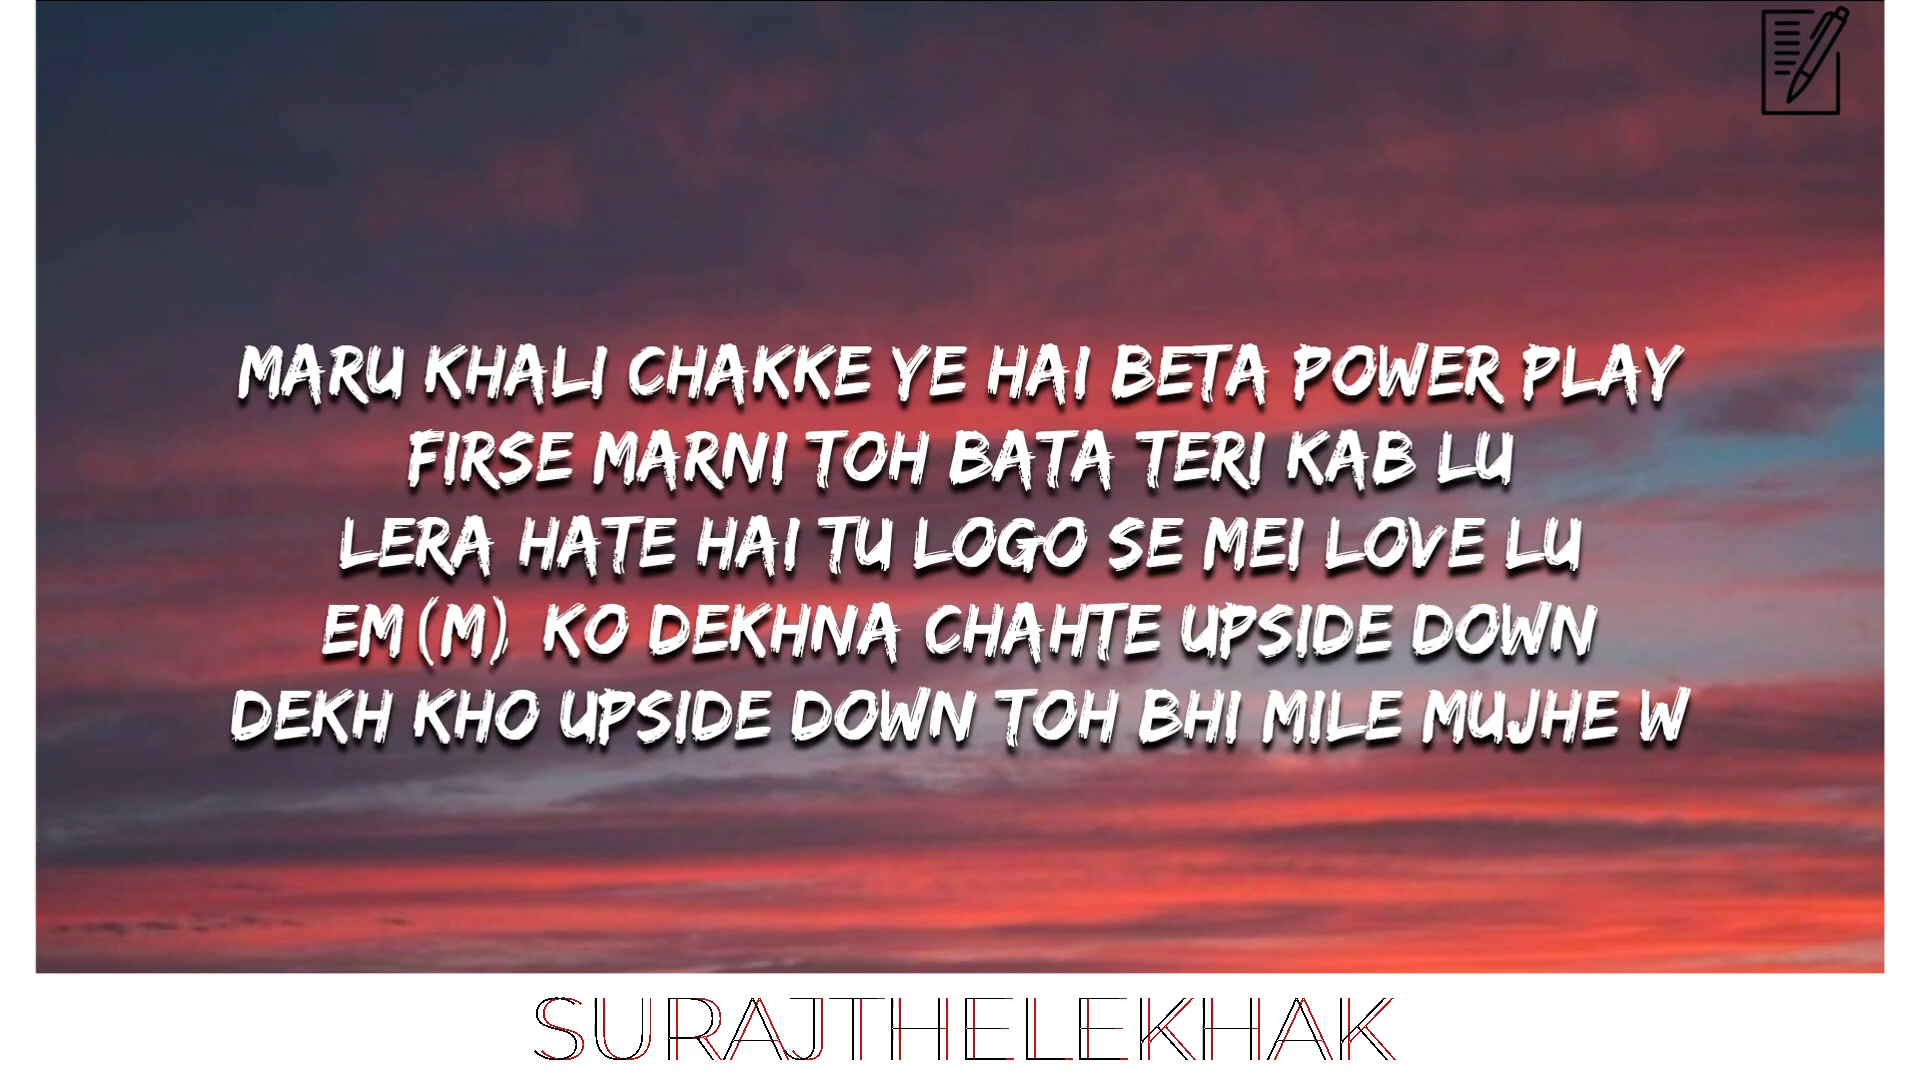 MARU KHALI CHAKKE YE HAI BETA POWER PLAY
FIRSE MARNI TOH BATA TERI KAB LU
LERA HATE HAI TU LOGO SE MEI LOVE LU
EM (M) KO DEKHNA CHAHTE UPSIDE DOWN
DEKH KHO UPSIDE DOWN TOH BHI MILE MUJHE W
SURAJTHELEKHAK